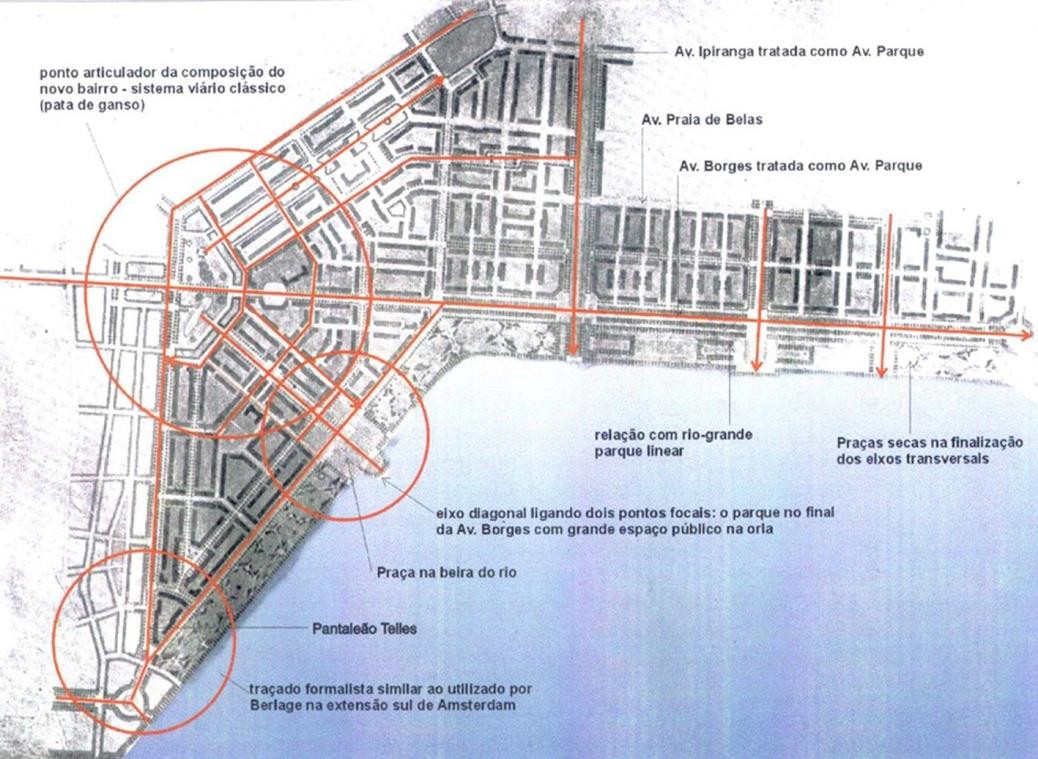 Av. Ipiranga tratada como Av. Parque
ponto articulador da composição do
novo bairro - sistema viário clássico
(pata de ganso)
Av. Praia de Belas
Av. Borges tratada como Av. Parque
relação com rio-grande
parque linear
Praças secas na finalização
dos eixos transversais
eixo diagonal ligando dois pontos focais: o parque no final
da Av. Borges com grande espaço público na orla
Praça na beira do rio
Pantaleão Telles
traçado formalista similar ao utilizado por
Berlage na extensão sul de Amsterdam